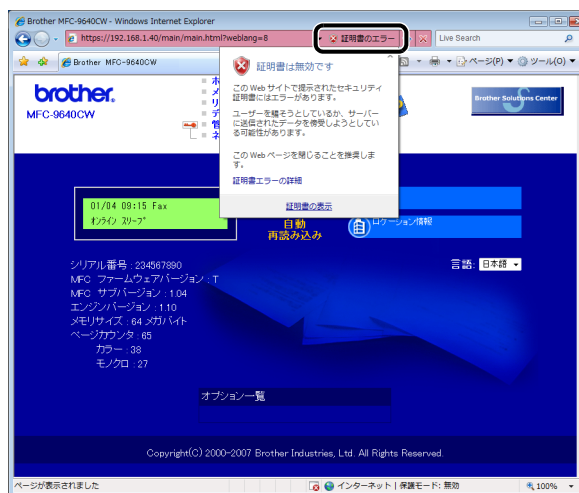 Brother MFC-9640CW - Windows Internet Explorer
https://192.168.1.40/main/main.html?weblang=8
証明書のエラー
Live Search
Brother MFC-9640CW
ページ(P)
ツール(O)
証明書は無効です
この Web サイトで提示されたセキュリティ
証明書にはエラーがあります。
ユーザーを騙そうとしているか、サーバー
に送信されたデータを傍受しようとしてい
る可能性があります。
この Web ページを閉じることを推奨しま
す。
証明書エラーの詳細
証明書の表示
brother.
MFC-9640CW
Brother Solutions Center
01/04 09:15 Fax
オンライン スリープ
自動
再読み込み
ロケーション情報
シリアル番号 : 234567890
言語: 日本語
MFC ファームウェアバージョン : T
MFC サブバージョン : 1.04
エンジンバージョン : 1.10
メモリサイズ : 64 メガバイト
ページカウンタ : 65
カラー : 38
モノクロ : 27
オプション一覧
Copyright(C) 2000-2007 Brother Industries, Ltd. All Rights Reserved.
ページが表示されました
インターネット | 保護モード: 無効
100%